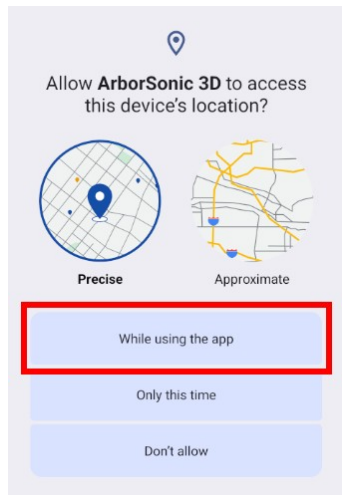 Allow ArborSonic 3D to access
this device's location?
Precise
Approximate
While using the app
Only this time
Don't allow